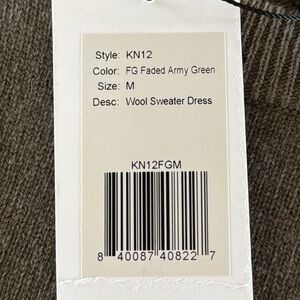 Style: KN12
Color: FG Faded Army Green
Size: M
Desc: Wool Sweater Dress
KN12FGM
8 40087 40822 7